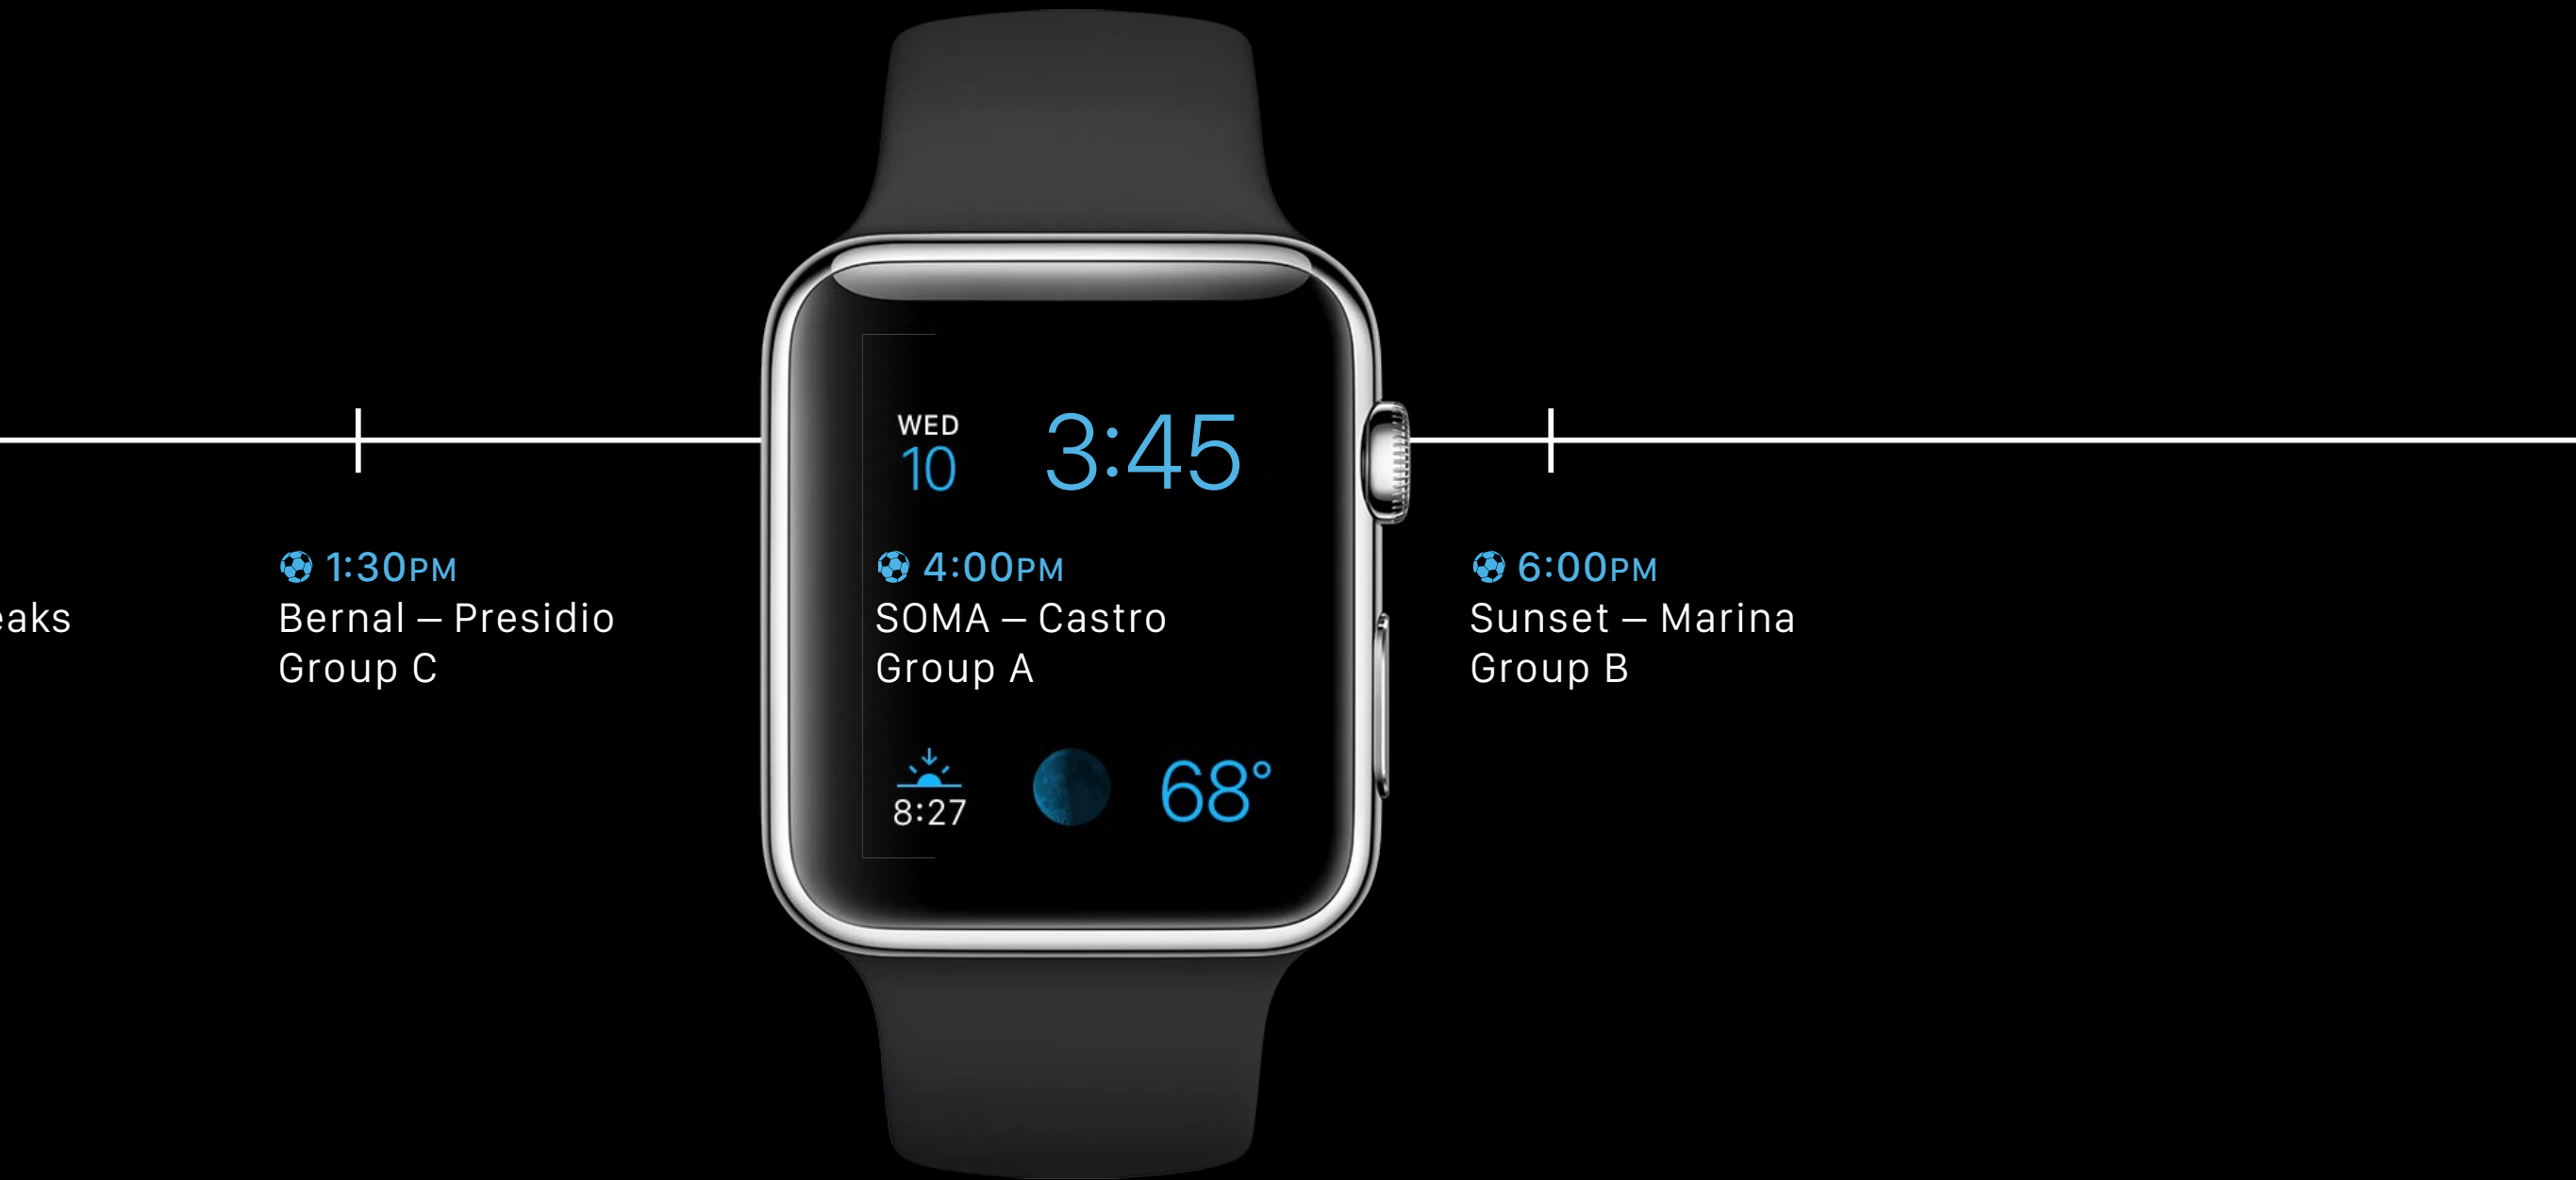 WED
10
3:45
1:30PM
Bernal – Presidio
Group C
4:00PM
SOMA – Castro
Group A
6:00PM
Sunset – Marina
Group B
8:27
68°